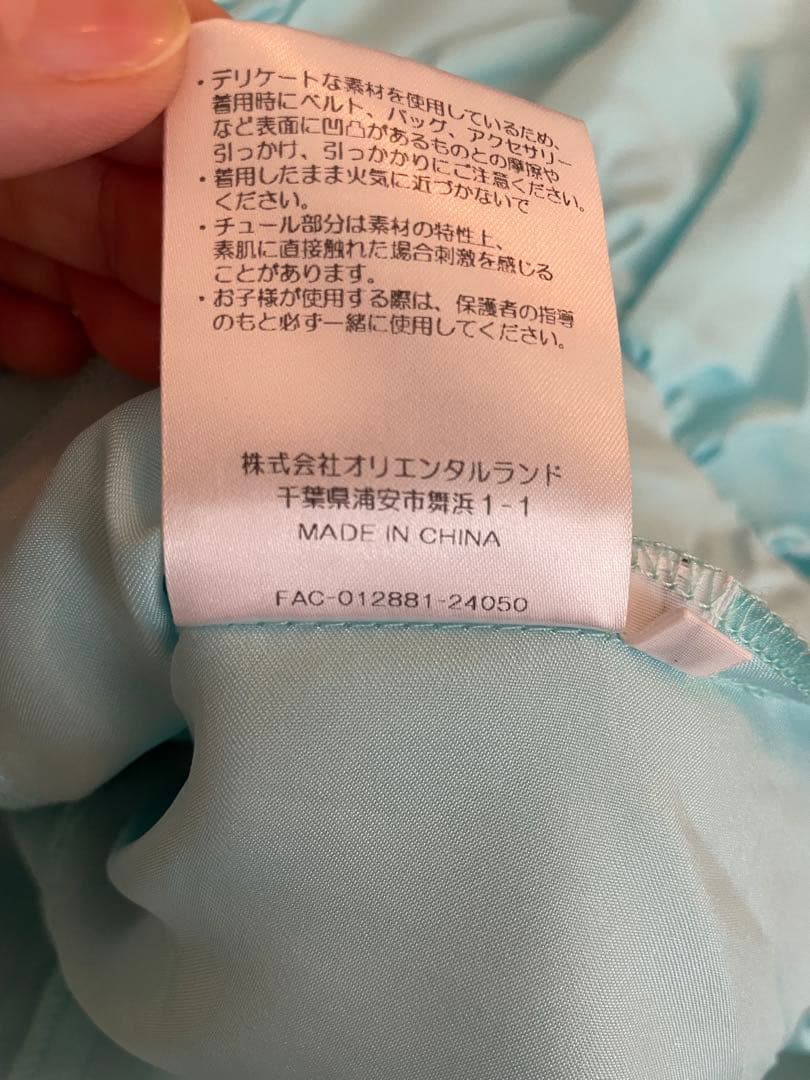 ・デリケートな素材を使用しているため、
着用時にベルト、バッグ、アクセサリー
など表面に凹凸があるものとの摩擦や
引っかけ、引っかかりにご注意ください。
・着用したまま火気に近づかないで
ください。
・チュール部分は素材の特性上、
素肌に直接触れた場合刺激を感じる
ことがあります。
・お子様が使用する際は、保護者の指導
のもと必ず一緒に使用してください。
株式会社オリエンタルランド
千葉県浦安市舞浜1-1
MADE IN CHINA
FAC-012881-24050